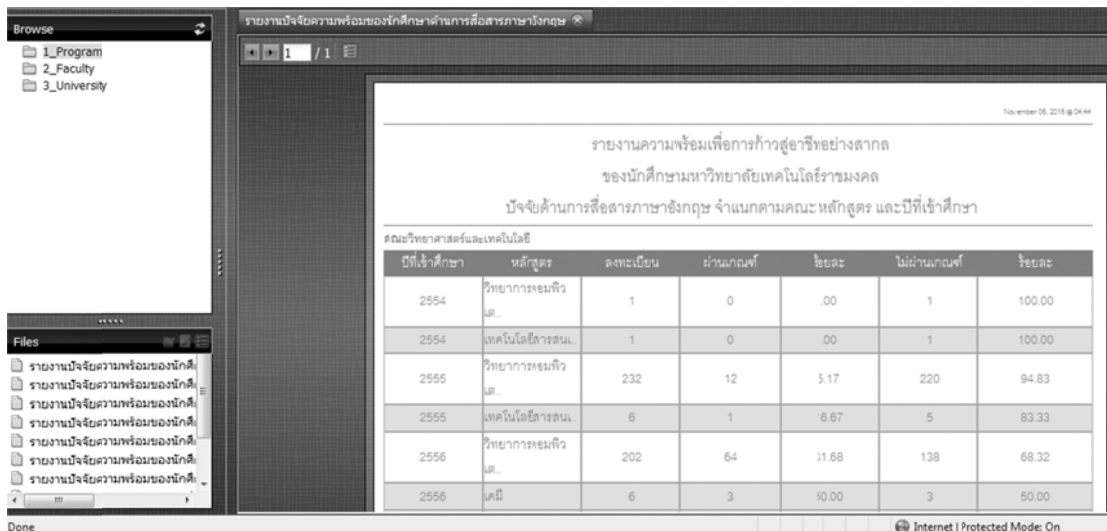 Browse
1_Program
2_Faculty
3_University
Files
รายงานปัจจัยความพร้อมของนักศึ
รายงานปัจจัยความพร้อมของนักศึ
รายงานปัจจัยความพร้อมของนักศึ
รายงานปัจจัยความพร้อมของนักศึ
รายงานปัจจัยความพร้อมของนักศึ
รายงานปัจจัยความพร้อมของนักศึ
รายงานปัจจัยความพร้อมของนักศึ
รายงานปัจจัยความพร้อมของนักศึกษาด้านการสื่อสารภาษาอังกฤษ
1 / 1
November 06, 2016 @ 04:44
รายงานความพร้อมเพื่อการก้าวสู่อาชีพอย่างสากล
ของนักศึกษามหาวิทยาลัยเทคโนโลยีราชมงคล
ปัจจัยด้านการสื่อสารภาษาอังกฤษ จำแนกตามคณะ หลักสูตร และปีที่เข้าศึกษา
คณะวิทยาศาสตร์และเทคโนโลยี
ปีที่เข้าศึกษา หลักสูตร ลงทะเบียน ผ่านเกณฑ์ ร้อยละ ไม่ผ่านเกณฑ์ ร้อยละ
2554 วิทยาการคอมพิว
เต.. 1 0 .00 1 100.00
2554 เทคโนโลยีสารสนเ.. 1 0 .00 1 100.00
2555 วิทยาการคอมพิว
เต.. 232 12 5.17 220 94.83
2555 เทคโนโลยีสารสนเ.. 6 1 6.67 5 83.33
2556 วิทยาการคอมพิว
เต.. 202 64 31.68 138 68.32
2556 เคมี 6 3 50.00 3 50.00
Done
Internet | Protected Mode: On